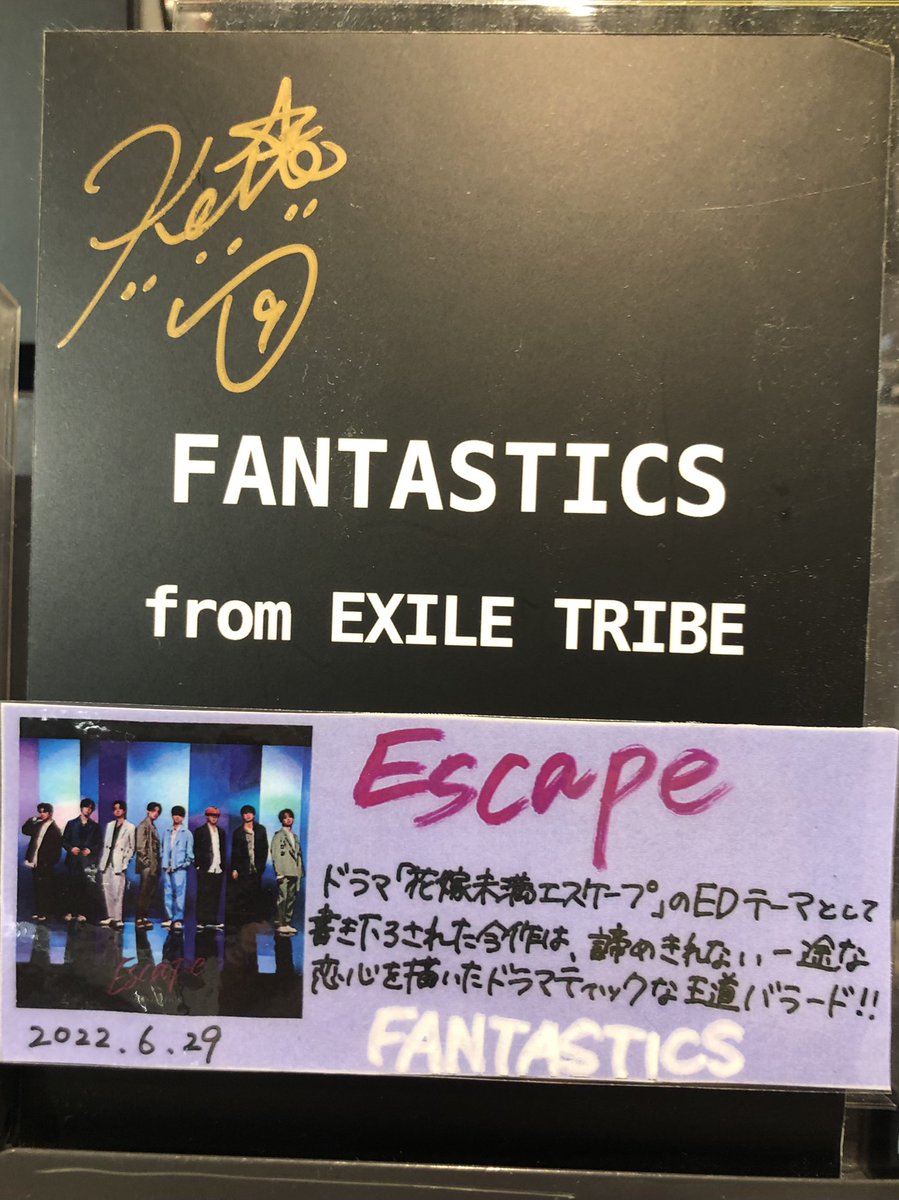 FANTASTICS
from EXILE TRIBE
Escape
ドラマ「花嫁未満エスケープ」のEDテーマとして
書き下ろされた今作は、諦めきれない一途な
恋心を描いたドラマティックな王道バラード!!
Escape
2022.6.29
FANTASTICS